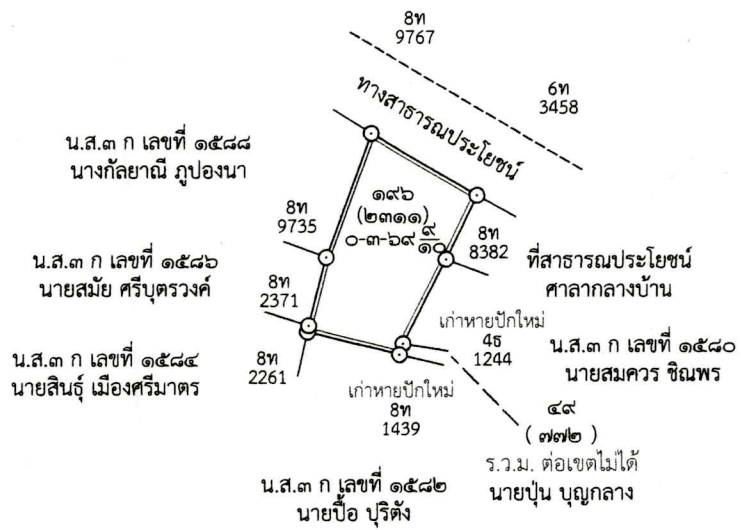 8ท
9767
6ท
3458
ทางสาธารณประโยชน์
น.ส.๓ ก เลขที่ ๑๕๘๘
นางกัลยาณี ภูปองนา
๑๙๖
(๒๓๑๑)
๐-๓-๖๙ ๙/๑๐
8ท
9735
8ท
8382
น.ส.๓ ก เลขที่ ๑๕๘๖
นายสมัย ศรีบุตรวงค์
ที่สาธารณประโยชน์
ศาลากลางบ้าน
8ท
2371
เก่าหายปักใหม่
4ธ
1244
น.ส.๓ ก เลขที่ ๑๕๘๐
นายสมควร ชิณพร
น.ส.๓ ก เลขที่ ๑๕๘๔
นายสินธุ์ เมืองศรีมาตร
8ท
2261
เก่าหายปักใหม่
8ท
1439
๔๙
( ๗๗๒ )
ร.ว.ม. ต่อเขตไม่ได้
นายปุ่น บุญกลาง
น.ส.๓ ก เลขที่ ๑๕๘๒
นายปื้อ ปุริตัง